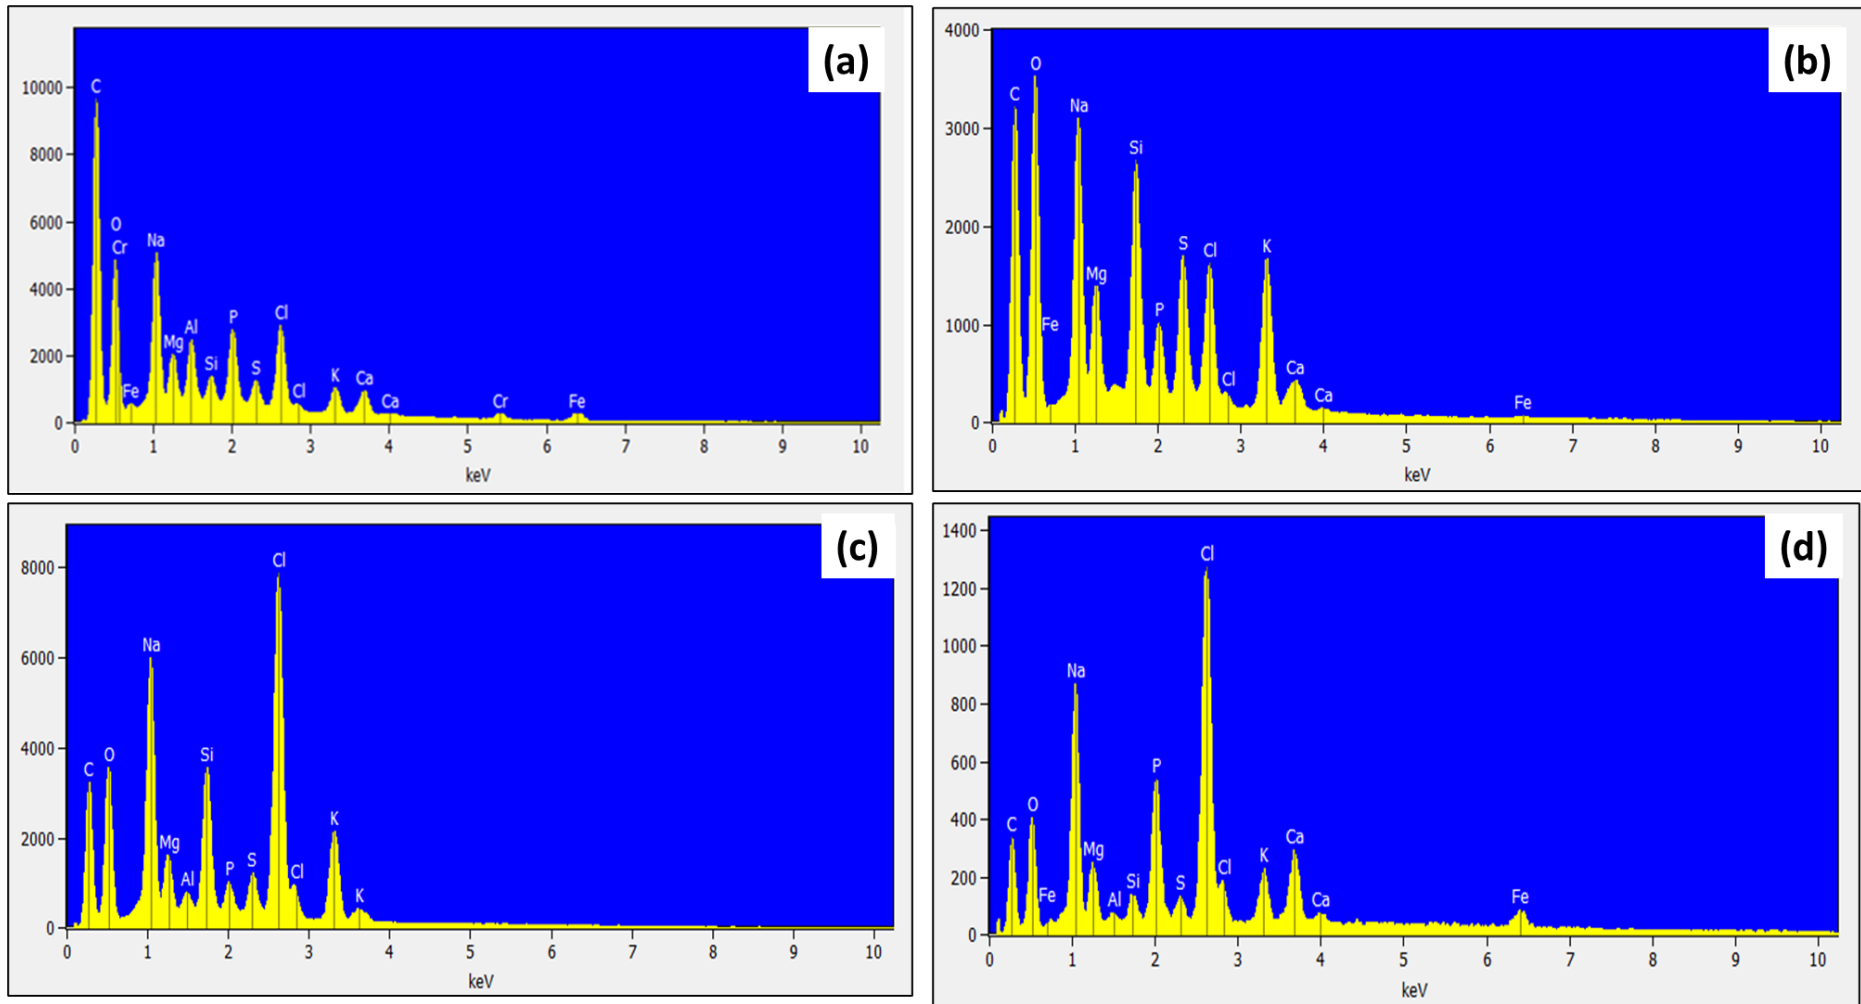 (a)
10000
8000
6000
4000
2000
0
C
O
Cr
Fe
Na
Mg
Al
Si
P
S
Cl
Cl
K
Ca
Ca
Cr
Fe
0 1 2 3 4 5 6 7 8 9 10
keV
(b)
4000
3000
2000
1000
0
C
O
Fe
Na
Mg
Si
P
S
Cl
Cl
K
Ca
Ca
Fe
0 1 2 3 4 5 6 7 8 9 10
keV
(c)
8000
6000
4000
2000
0
C
O
Na
Mg
Al
Si
P
S
Cl
Cl
K
K
0 1 2 3 4 5 6 7 8 9 10
keV
(d)
1400
1200
1000
800
600
400
200
0
C
O
Fe
Na
Mg
Al
Si
P
S
Cl
Cl
K
Ca
Ca
Fe
0 1 2 3 4 5 6 7 8 9 10
keV